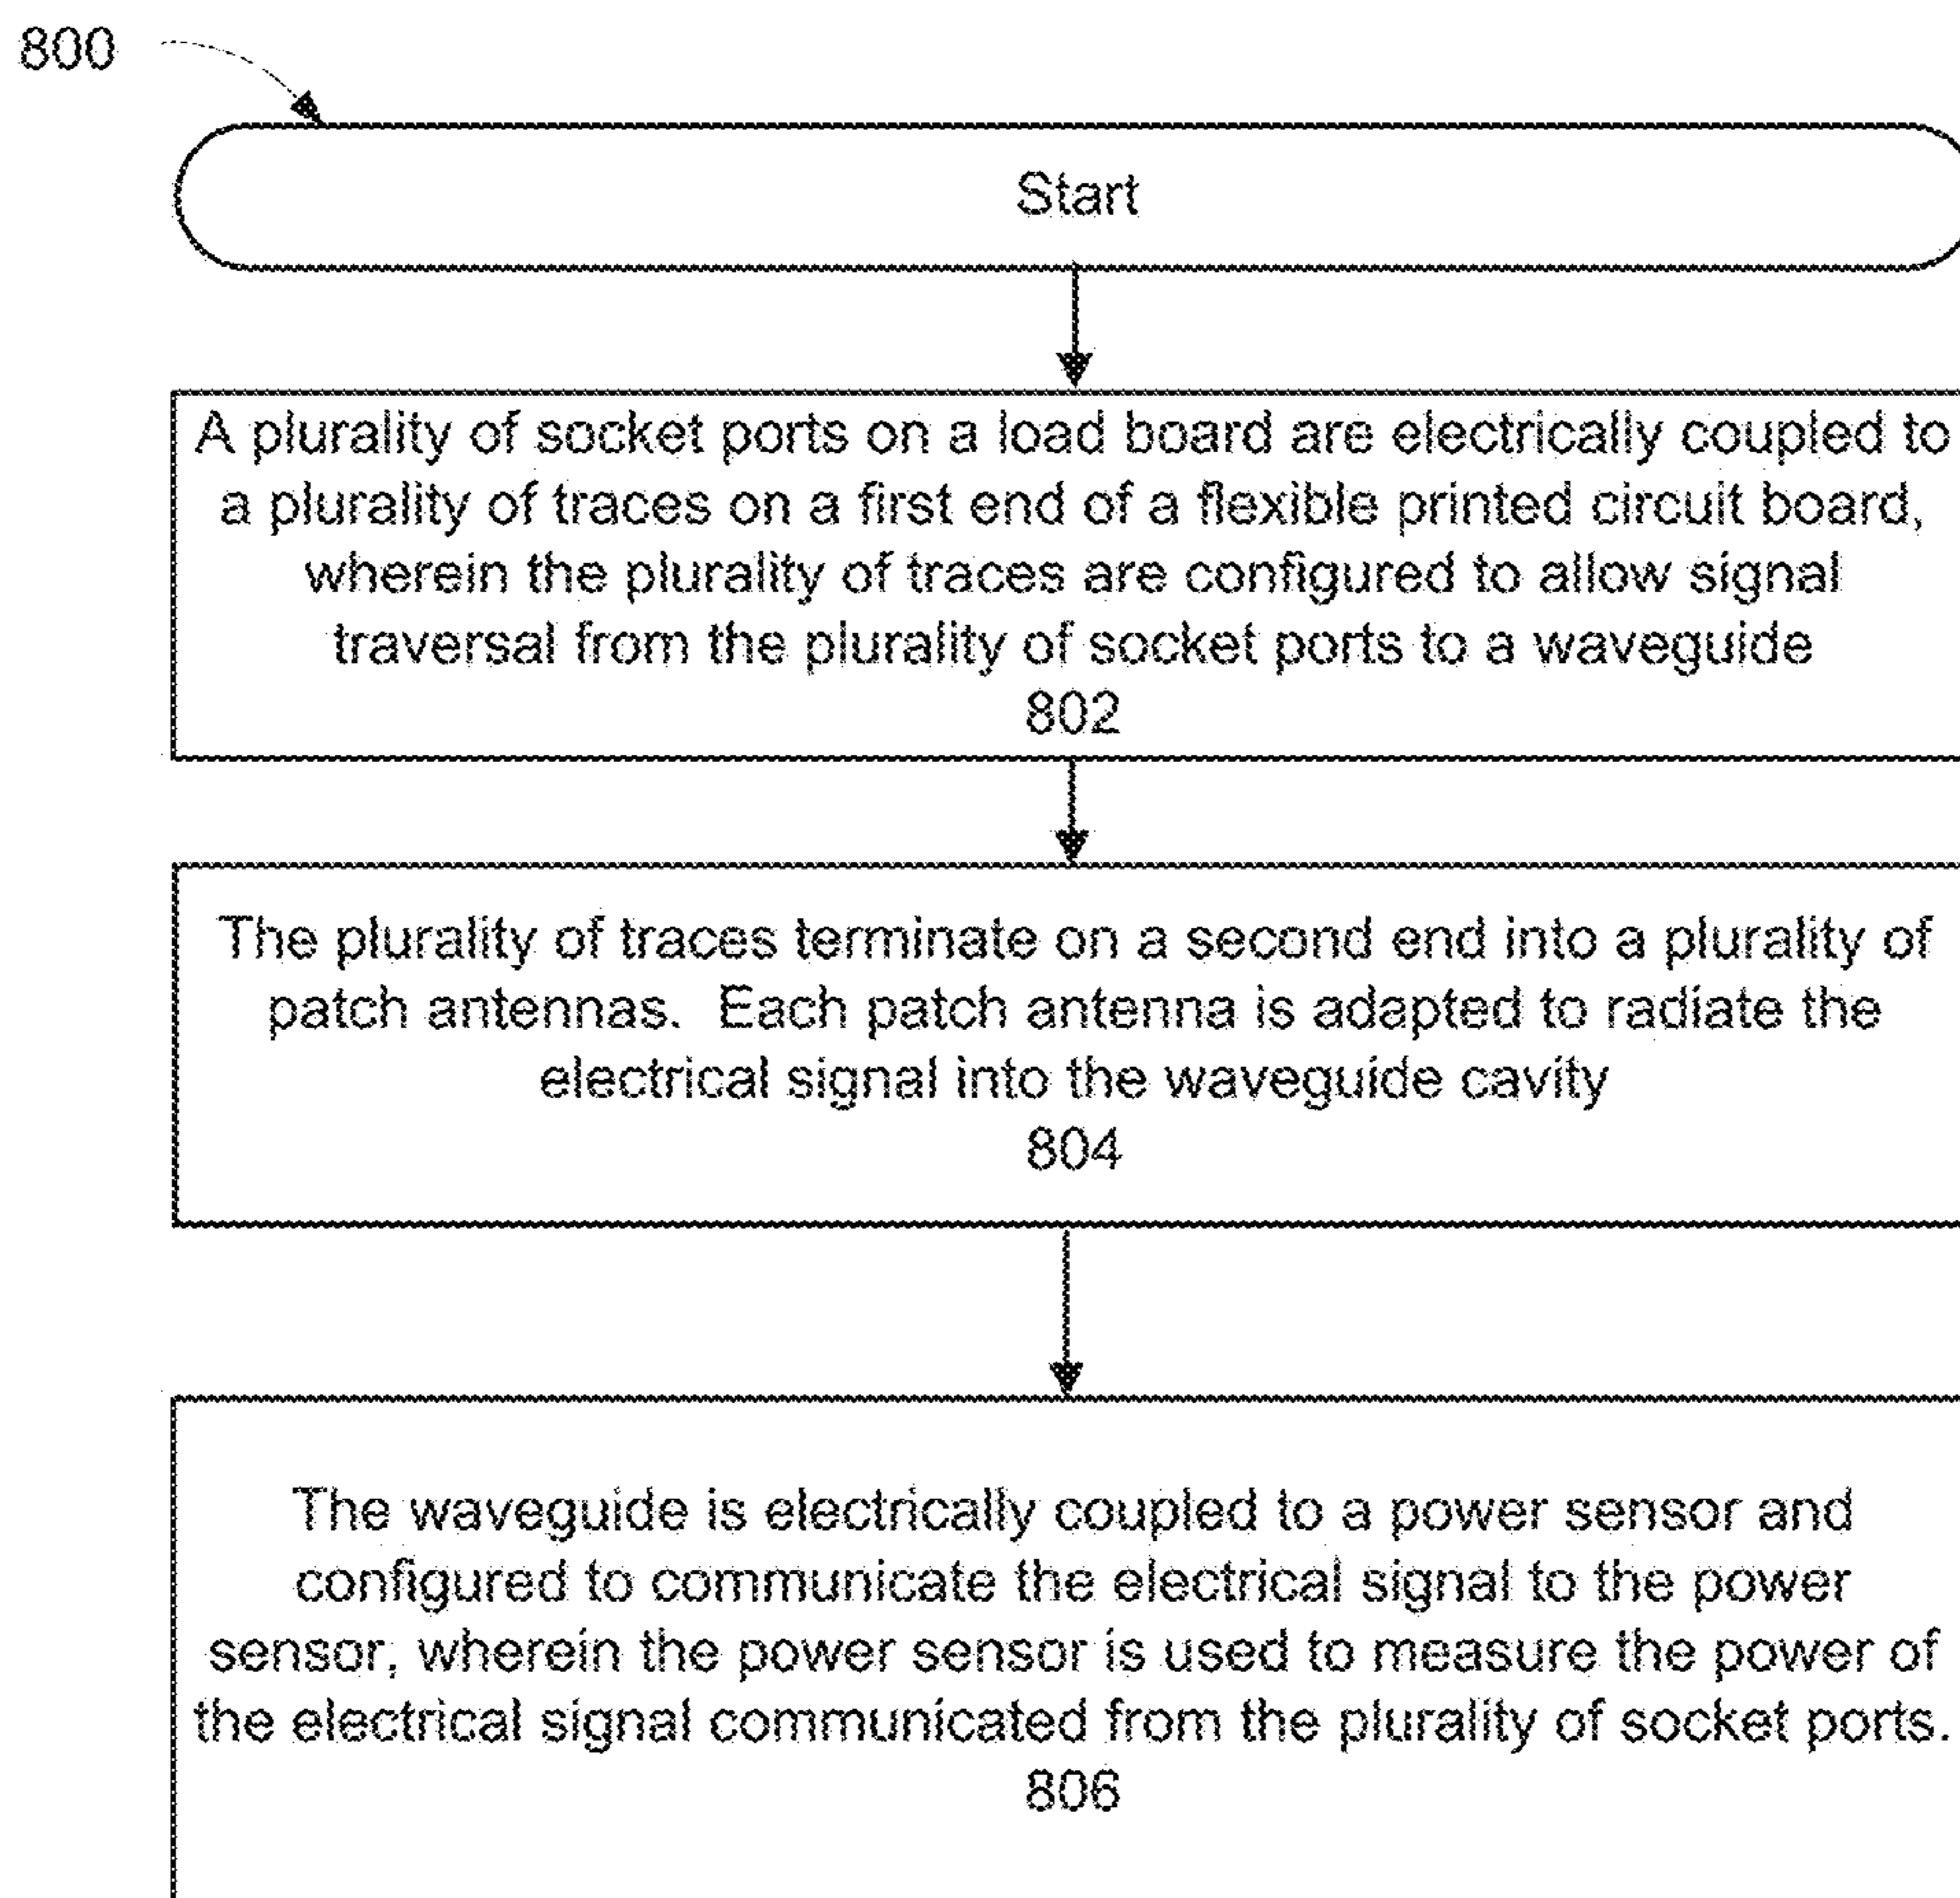 800
Start
A plurality of socket ports on a load board are electrically coupled to
a plurality of traces on a first end of a flexible printed circuit board,
wherein the plurality of traces are configured to allow signal
traversal from the plurality of socket ports to a waveguide
802
The plurality of traces terminate on a second end into a plurality of
patch antennas. Each patch antenna is adapted to radiate the
electrical signal into the waveguide cavity
804
The waveguide is electrically coupled to a power sensor and
configured to communicate the electrical signal to the power
sensor, wherein the power sensor is used to measure the power of
the electrical signal communicated from the plurality of socket ports.
806